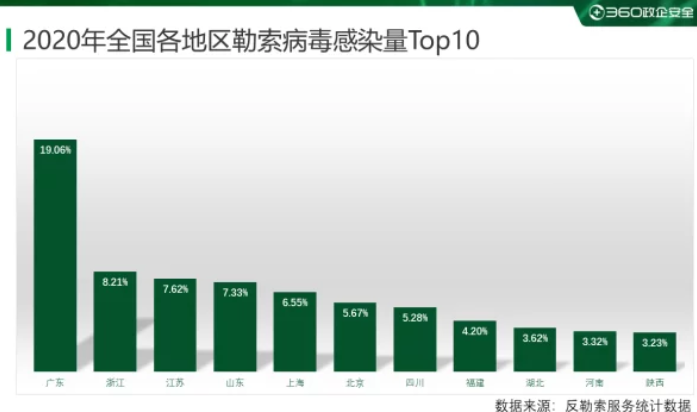 360政企安全
2020年全国各地区勒索病毒感染量Top10
19.06%
8.21%
7.62%
7.33%
6.55%
5.67%
5.28%
4.20%
3.62%
3.32%
3.23%
广东 浙江 江苏 山东 上海 北京 四川 福建 湖北 河南 陕西
数据来源：反勒索服务统计数据